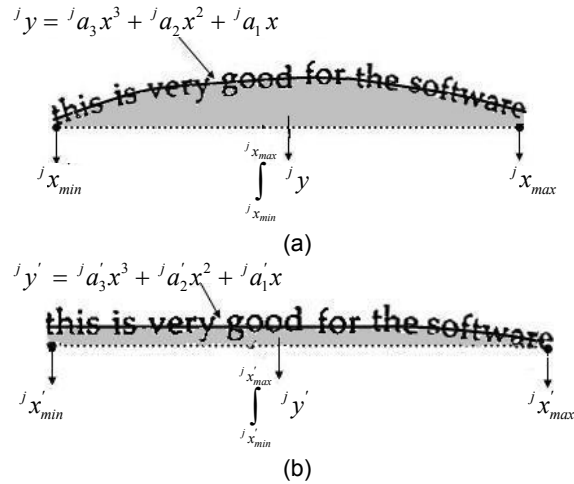 ʲy = ʲa₃x³ + ʲa₂x² + ʲa₁x
this is very good for the software
ʲx_min ∫_{ʲx_min}^{ʲx_max} ʲy ʲx_max
(a)
ʲy' = ʲa'₃x³ + ʲa'₂x² + ʲa'₁x
this is very good for the software
ʲx'_min ∫_{ʲx'_min}^{ʲx'_max} ʲy' ʲx'_max
(b)